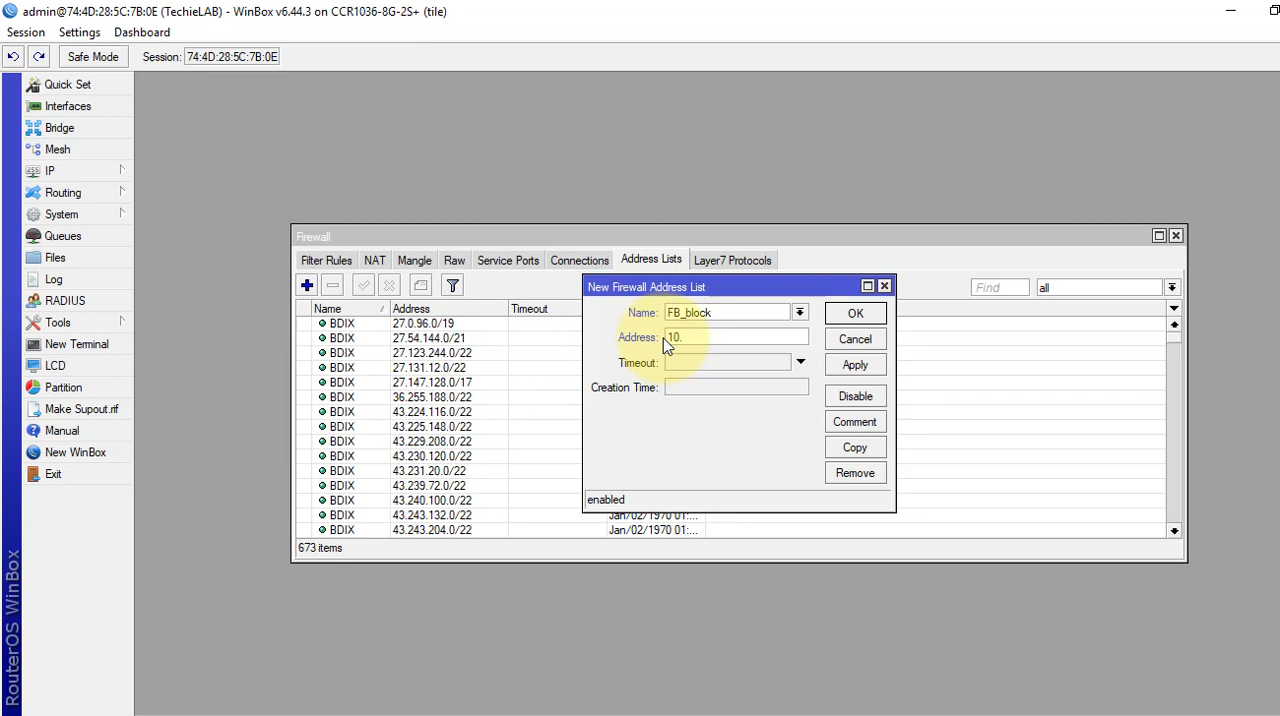 admin@74:4D:28:5C:7B:0E (TechieLAB) - WinBox v6.44.3 on CCR1036-8G-2S+ (tile)
Session Settings Dashboard
Safe Mode Session: 74:4D:28:5C:7B:0E
Quick Set
Interfaces
Bridge
Mesh
IP
Routing
System
Queues
Files
Log
RADIUS
Tools
New Terminal
LCD
Partition
Make Supout.rif
Manual
New WinBox
Exit
RouterOS WinBox
Firewall
Filter Rules NAT Mangle Raw Service Ports Connections Address Lists Layer7 Protocols
Find all
Name Address Timeout
BDIX 27.0.96.0/19
BDIX 27.54.144.0/21
BDIX 27.123.244.0/22
BDIX 27.131.12.0/22
BDIX 27.147.128.0/17
BDIX 36.255.188.0/22
BDIX 43.224.116.0/22
BDIX 43.225.148.0/22
BDIX 43.229.208.0/22
BDIX 43.230.120.0/22
BDIX 43.231.20.0/22
BDIX 43.239.72.0/22
BDIX 43.240.100.0/22
BDIX 43.243.132.0/22 Jan/02/1970 01:...
BDIX 43.243.204.0/22 Jan/02/1970 01:...
673 items
New Firewall Address List
Name: FB_block
Address: 10.
Timeout:
Creation Time:
OK
Cancel
Apply
Disable
Comment
Copy
Remove
enabled